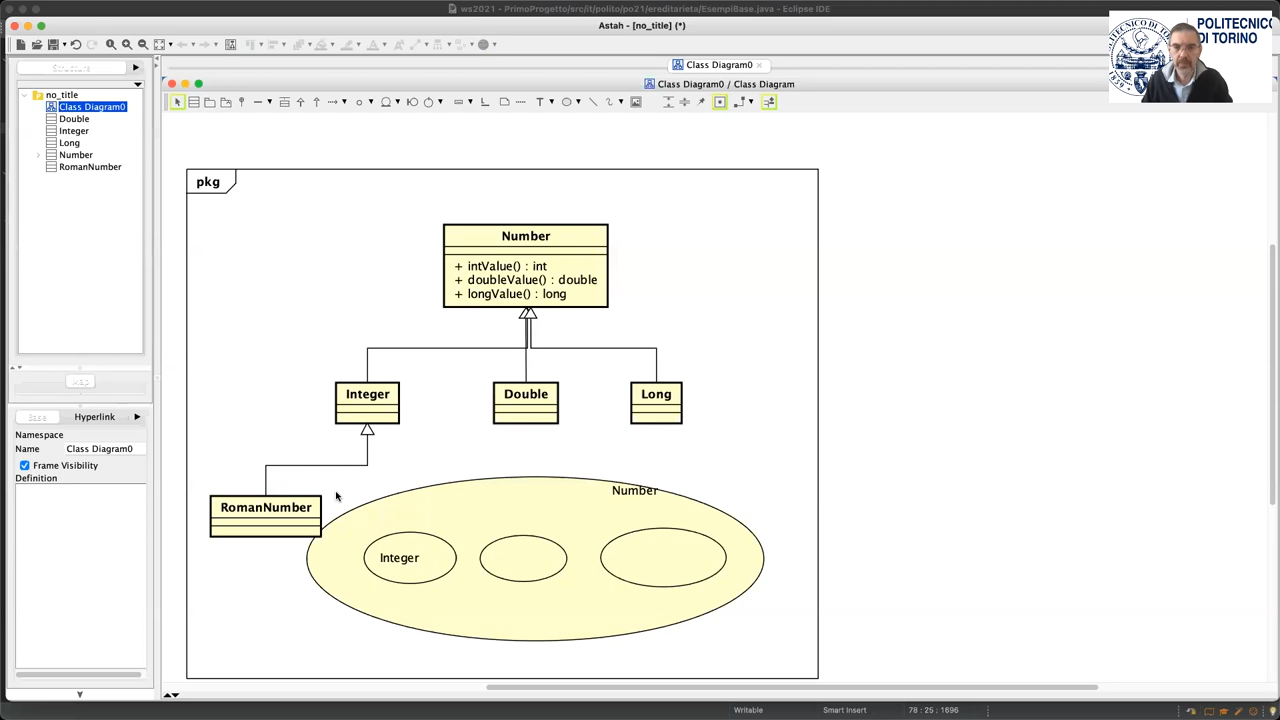 ws2021 - PrimoProgetto/src/it/polito/po21/ereditarieta/EsempiBase.java - Eclipse IDE
Astah - [no_title] (*)
POLITECNICO
DI TORINO
Structure
Class Diagram0
Class Diagram0 / Class Diagram
no_title
Class Diagram0
Double
Integer
Long
Number
RomanNumber
pkg
Number
+ intValue() : int
+ doubleValue() : double
+ longValue() : long
Integer
Double
Long
RomanNumber
Number
Integer
Map
Base
Hyperlink
Namespace
Name
Class Diagram0
Frame Visibility
Definition
Writable
Smart Insert
78 : 25 : 1696